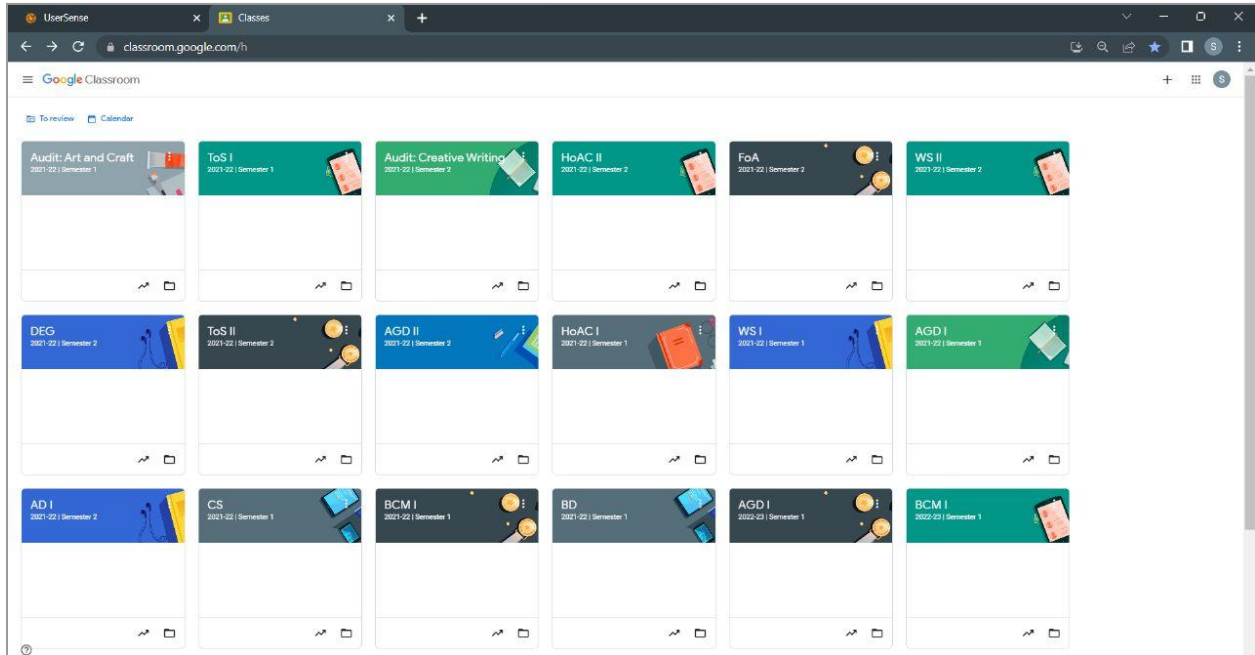 UserSense
Classes
classroom.google.com/h
S
Google Classroom
S
To review
Calendar
Audit: Art and Craft
2021-22 | Semester 1
ToS I
2021-22 | Semester 1
Audit: Creative Writing
2021-22 | Semester 2
HoAC II
2021-22 | Semester 2
FoA
2021-22 | Semester 2
WS II
2021-22 | Semester 2
DEG
2021-22 | Semester 2
ToS II
2021-22 | Semester 2
AGD II
2021-22 | Semester 2
HoAC I
2021-22 | Semester 1
WS I
2021-22 | Semester 1
AGD I
2021-22 | Semester 1
AD I
2021-22 | Semester 2
CS
2021-22 | Semester 1
BCM I
2021-22 | Semester 1
BD
2021-22 | Semester 1
AGD I
2022-23 | Semester 1
BCM I
2022-23 | Semester 1